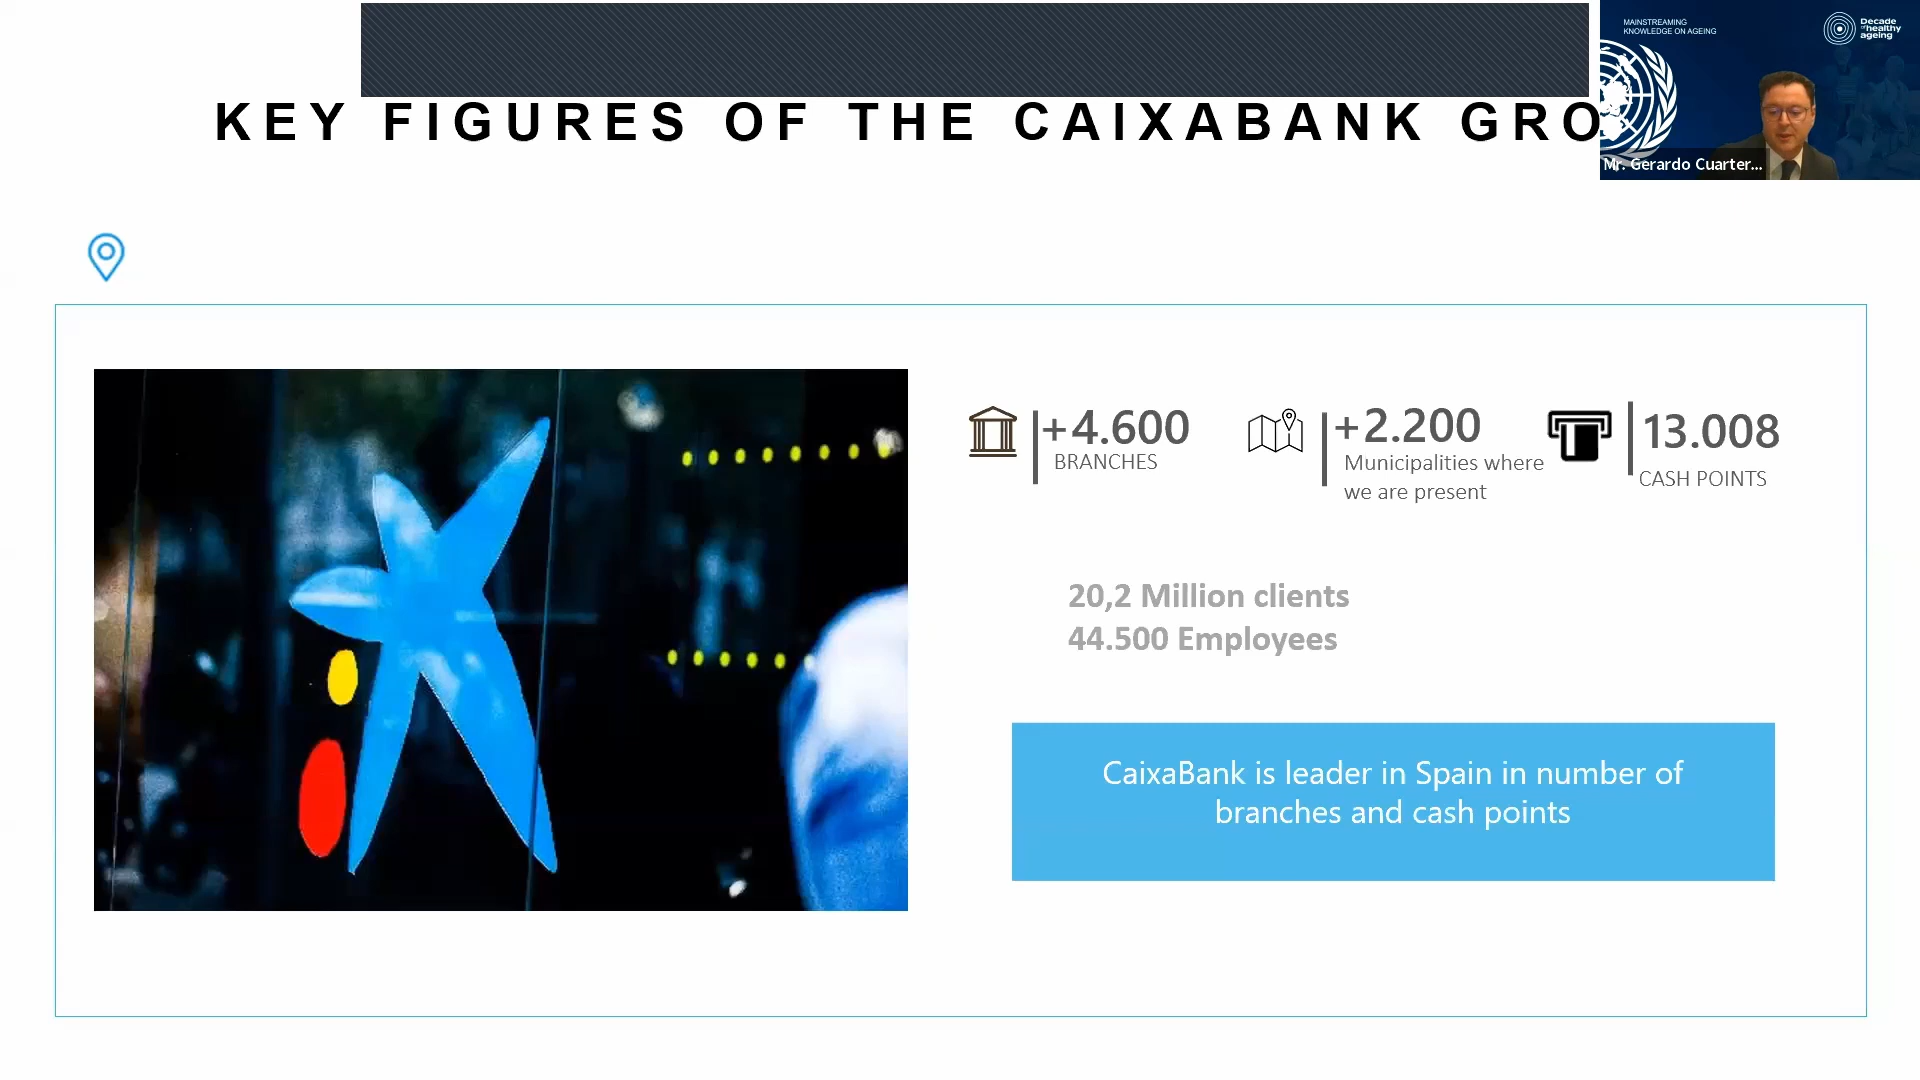 MAINSTREAMING
KNOWLEDGE ON AGEING
Decade
of healthy
ageing
Mr. Gerardo Cuarter...
KEY FIGURES OF THE CAIXABANK GRO
+4.600
BRANCHES
+2.200
Municipalities where
we are present
13.008
CASH POINTS
20,2 Million clients
44.500 Employees
CaixaBank is leader in Spain in number of
branches and cash points